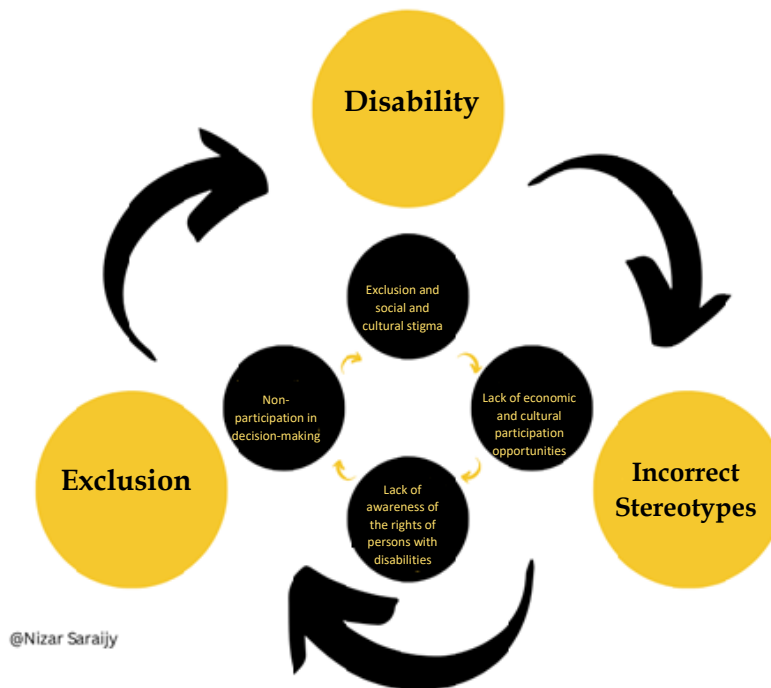 Disability
Exclusion and
social and
cultural stigma
Non-
participation in
decision-making
Lack of economic
and cultural
participation
opportunities
Exclusion
Incorrect
Stereotypes
Lack of
awareness of
the rights of
persons with
disabilities
@Nizar Saraijy